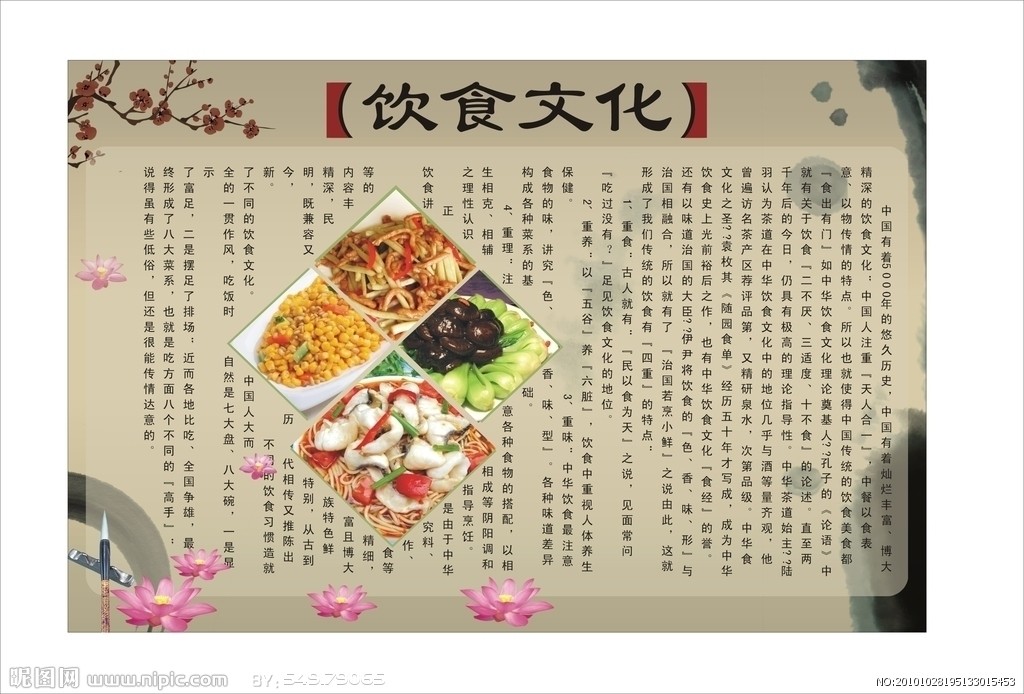 【饮食文化】
中国有着5000年的悠久历史，中国有着灿烂丰富、博大
精深的饮食文化；中国人注重『天人合一』，中餐以食表
意、以物传情的特点。所以也就使得中国传统的饮食美食都
『食出有门』如中华饮食文化理论奠基人??孔子的《论语》中
就有关于饮食『二不厌、三适度、十不食』的论述。直至两
千年后的今日，仍具有极高的理论指导性。中华茶道始主?陆
羽认为茶道在中华饮食文化中的地位几乎与酒等量齐观，他
曾遍访名茶产区荐评品第，又精研泉水，次第品级。中华食
文化之圣??袁枚其《随园食单》经历五十年才写成，成为中华
饮食史上光前裕后之作，也有中华饮食文化『食经』的誉。
还有以味道治国的大臣??伊尹将饮食的『色、香、味、形』与
治国相融合，所以就有了『治国若烹小鲜』之说由此，这就
形成了我们传统的饮食有『四重』的特点：
1、重食：古人就有：『民以食为天』之说，见面常问
『吃过没有?』足见饮食文化的地位。
2、重养：以『五谷』养『六脏』，饮食中重视人体养生
保健。
3、重味：中华饮食最注意
食物的味，讲究『色、
香、味、型』。各种味道差异
构成各种菜系的基
础。
4、重理：注
意各种食物的搭配，以相
生相克、相辅
相成等阴阳调和
之理性认识
指导烹饪。
正
是由于中华
饮食讲
究料、
作、
食等
等的
精细，
内容丰
富且博大
精深，民
族特色鲜
明，既兼容又
特别，从古到
今，
历
代相传又推陈出
新。
不同的饮食习惯造就
了不同的饮食文化。
中国人大而
全的一贯作风，吃饭时
自然是七大盘、八大碗，一是显
示
了富足，二是摆足了排场；近而各地比吃、全国争雄，最
终形成了八大菜系，也就是吃方面八个不同的『高手』：
说得虽有些低俗，但还是很能传情达意的。
昵图网 www.nipic.com
BY:549.79065
NO:20101028195133015453